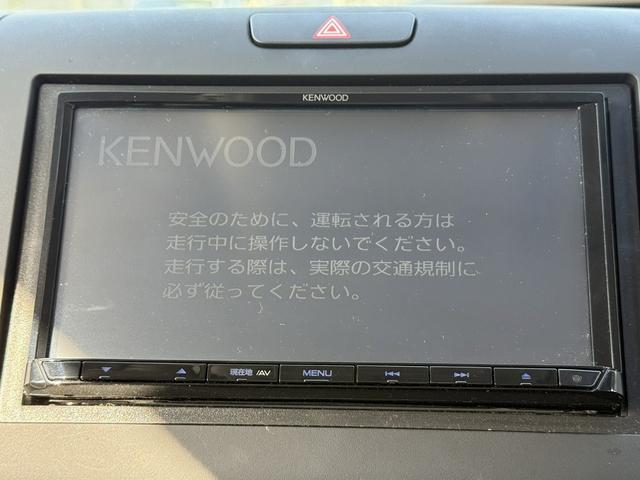 KENWOOD
KENWOOD
安全のために、運転される方は
走行中に操作しないでください。
走行する際は、実際の交通規制に
必ず従ってください。
現在地 /AV
MENU